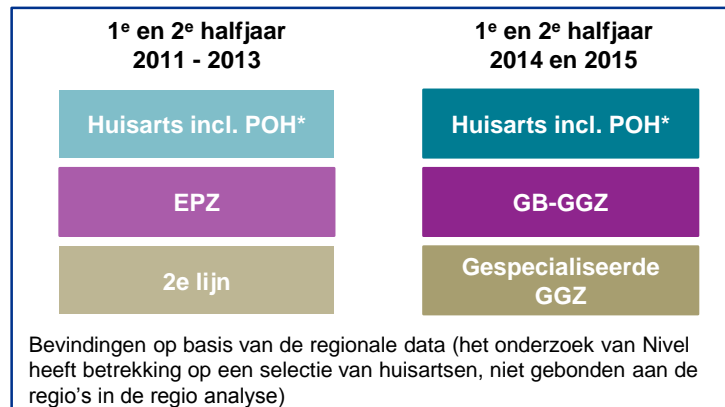 1e en 2e halfjaar
2011 - 2013
Huisarts incl. POH*
EPZ
2e lijn
1e en 2e halfjaar
2014 en 2015
Huisarts incl. POH*
GB-GGZ
Gespecialiseerde
GGZ
Bevindingen op basis van de regionale data (het onderzoek van Nivel
heeft betrekking op een selectie van huisartsen, niet gebonden aan de
regio's in de regio analyse)